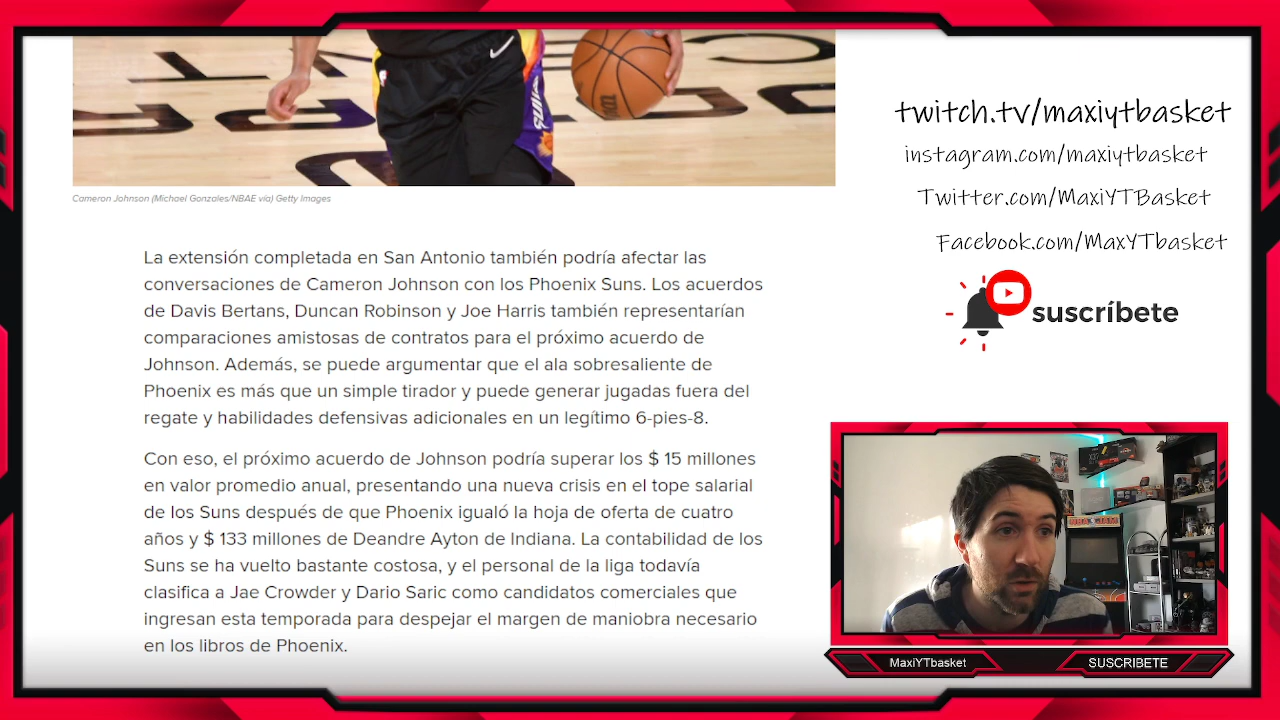 SUNS
Cameron Johnson (Michael Gonzales/NBAE vía) Getty Images
La extensión completada en San Antonio también podría afectar las
conversaciones de Cameron Johnson con los Phoenix Suns. Los acuerdos
de Davis Bertans, Duncan Robinson y Joe Harris también representarían
comparaciones amistosas de contratos para el próximo acuerdo de
Johnson. Además, se puede argumentar que el ala sobresaliente de
Phoenix es más que un simple tirador y puede generar jugadas fuera del
regate y habilidades defensivas adicionales en un legítimo 6-pies-8.
Con eso, el próximo acuerdo de Johnson podría superar los $ 15 millones
en valor promedio anual, presentando una nueva crisis en el tope salarial
de los Suns después de que Phoenix igualó la hoja de oferta de cuatro
años y $ 133 millones de Deandre Ayton de Indiana. La contabilidad de los
Suns se ha vuelto bastante costosa, y el personal de la liga todavía
clasifica a Jae Crowder y Dario Saric como candidatos comerciales que
ingresan esta temporada para despejar el margen de maniobra necesario
en los libros de Phoenix.
twitch.tv/maxiytbasket
instagram.com/maxiytbasket
Twitter.com/MaxiYTBasket
Facebook.com/MaxYTbasket
suscríbete
NBA JAM
MaxiYTbasket
SUSCRIBETE